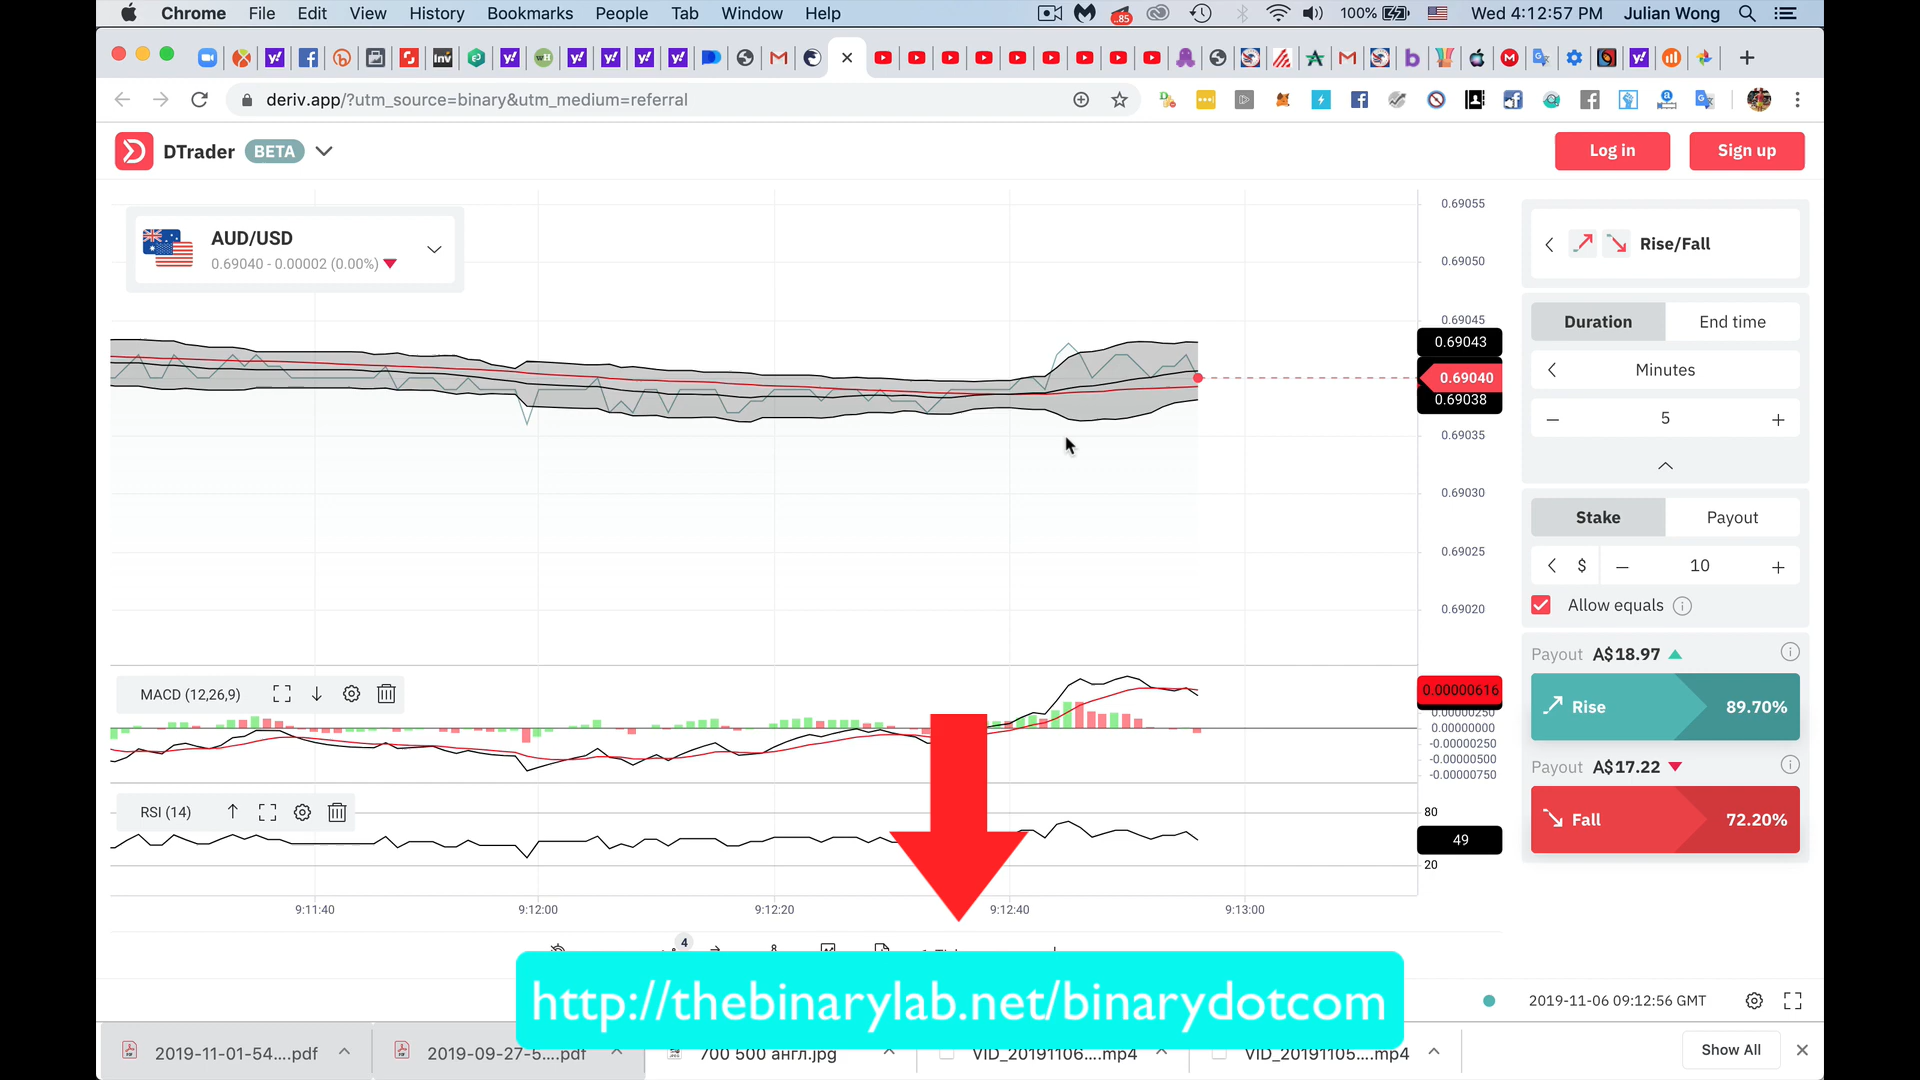 Chrome File Edit View History Bookmarks People Tab Window Help
.85
100% Wed 4:12:57 PM Julian Wong
deriv.app/?utm_source=binary&utm_medium=referral
DTrader BETA
Log in Sign up
AUD/USD
0.69040 - 0.00002 (0.00%)
0.69055
0.69050
0.69045
0.69043
0.69040
0.69038
0.69035
0.69030
0.69025
0.69020
Rise/Fall
Duration End time
Minutes
5
Stake Payout
$ 10
Allow equals
Payout A$18.97
Rise 89.70%
Payout A$17.22
Fall 72.20%
MACD (12,26,9)
0.00000616
0.00000250
0.00000000
-0.00000250
-0.00000500
-0.00000750
RSI (14)
80
49
20
9:11:40 9:12:00 9:12:20 9:12:40 9:13:00
4
http://thebinarylab.net/binarydotcom
2019-11-06 09:12:56 GMT
2019-11-01-54....pdf 2019-09-27-5....pdf 700 500 англ.jpg VID_20191106....mp4 VID_20191105....mp4 Show All